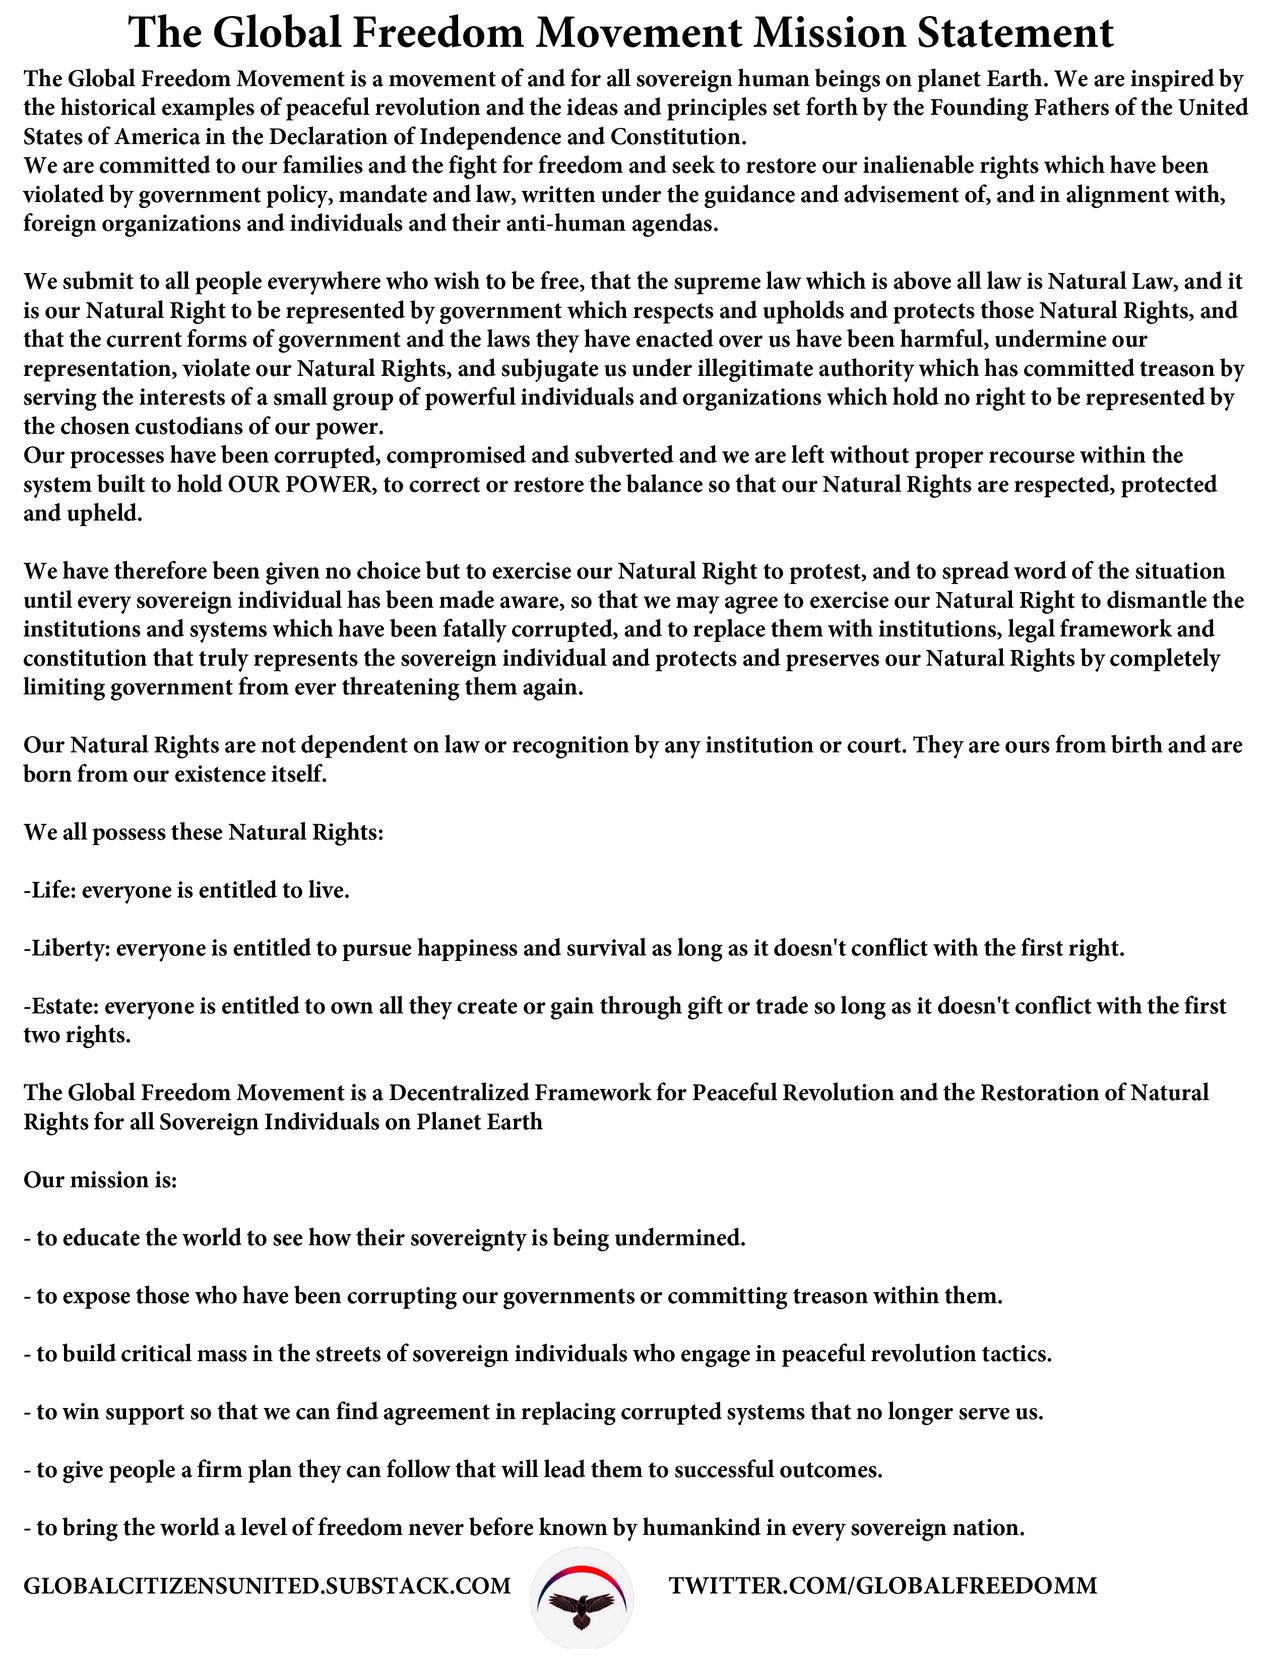 The Global Freedom Movement Mission Statement
The Global Freedom Movement is a movement of and for all sovereign human beings on planet Earth. We are inspired by
the historical examples of peaceful revolution and the ideas and principles set forth by the Founding Fathers of the United
States of America in the Declaration of Independence and Constitution.
We are committed to our families and the fight for freedom and seek to restore our inalienable rights which have been
violated by government policy, mandate and law, written under the guidance and advisement of, and in alignment with,
foreign organizations and individuals and their anti-human agendas.
We submit to all people everywhere who wish to be free, that the supreme law which is above all law is Natural Law, and it
is our Natural Right to be represented by government which respects and upholds and protects those Natural Rights, and
that the current forms of government and the laws they have enacted over us have been harmful, undermine our
representation, violate our Natural Rights, and subjugate us under illegitimate authority which has committed treason by
serving the interests of a small group of powerful individuals and organizations which hold no right to be represented by
the chosen custodians of our power.
Our processes have been corrupted, compromised and subverted and we are left without proper recourse within the
system built to hold OUR POWER, to correct or restore the balance so that our Natural Rights are respected, protected
and upheld.
We have therefore been given no choice but to exercise our Natural Right to protest, and to spread word of the situation
until every sovereign individual has been made aware, so that we may agree to exercise our Natural Right to dismantle the
institutions and systems which have been fatally corrupted, and to replace them with institutions, legal framework and
constitution that truly represents the sovereign individual and protects and preserves our Natural Rights by completely
limiting government from ever threatening them again.
Our Natural Rights are not dependent on law or recognition by any institution or court. They are ours from birth and are
born from our existence itself.
We all possess these Natural Rights:
-Life: everyone is entitled to live.
-Liberty: everyone is entitled to pursue happiness and survival as long as it doesn't conflict with the first right.
-Estate: everyone is entitled to own all they create or gain through gift or trade so long as it doesn't conflict with the first
two rights.
The Global Freedom Movement is a Decentralized Framework for Peaceful Revolution and the Restoration of Natural
Rights for all Sovereign Individuals on Planet Earth
Our mission is:
- to educate the world to see how their sovereignty is being undermined.
- to expose those who have been corrupting our governments or committing treason within them.
- to build critical mass in the streets of sovereign individuals who engage in peaceful revolution tactics.
- to win support so that we can find agreement in replacing corrupted systems that no longer serve us.
- to give people a firm plan they can follow that will lead them to successful outcomes.
- to bring the world a level of freedom never before known by humankind in every sovereign nation.
GLOBALCITIZENSUNITED.SUBSTACK.COM TWITTER.COM/GLOBALFREEDOMM